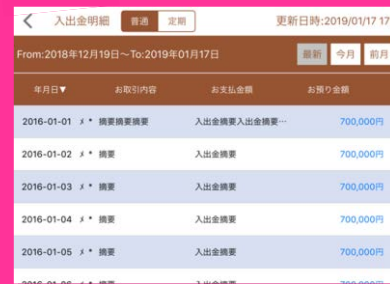 入出金明細 普通 定期 更新日時:2019/01/17 17
From:2018年12月19日～To:2019年01月17日 最新 今月 前月
年月日▼ お取引内容 お支払金額 お預り金額
2016-01-01 ﾒ * 摘要摘要摘要 入出金摘要入出金摘要… 700,000円
2016-01-02 ﾒ * 摘要 入出金摘要 700,000円
2016-01-03 ﾒ * 摘要 入出金摘要 700,000円
2016-01-04 ﾒ * 摘要 入出金摘要 700,000円
2016-01-05 ﾒ * 摘要 入出金摘要 700,000円